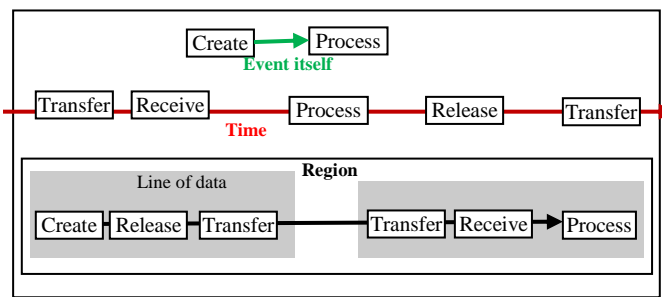 Create Process
Event itself
Transfer Receive Process Release Transfer
Time
Region
Line of data
Create Release Transfer Transfer Receive Process